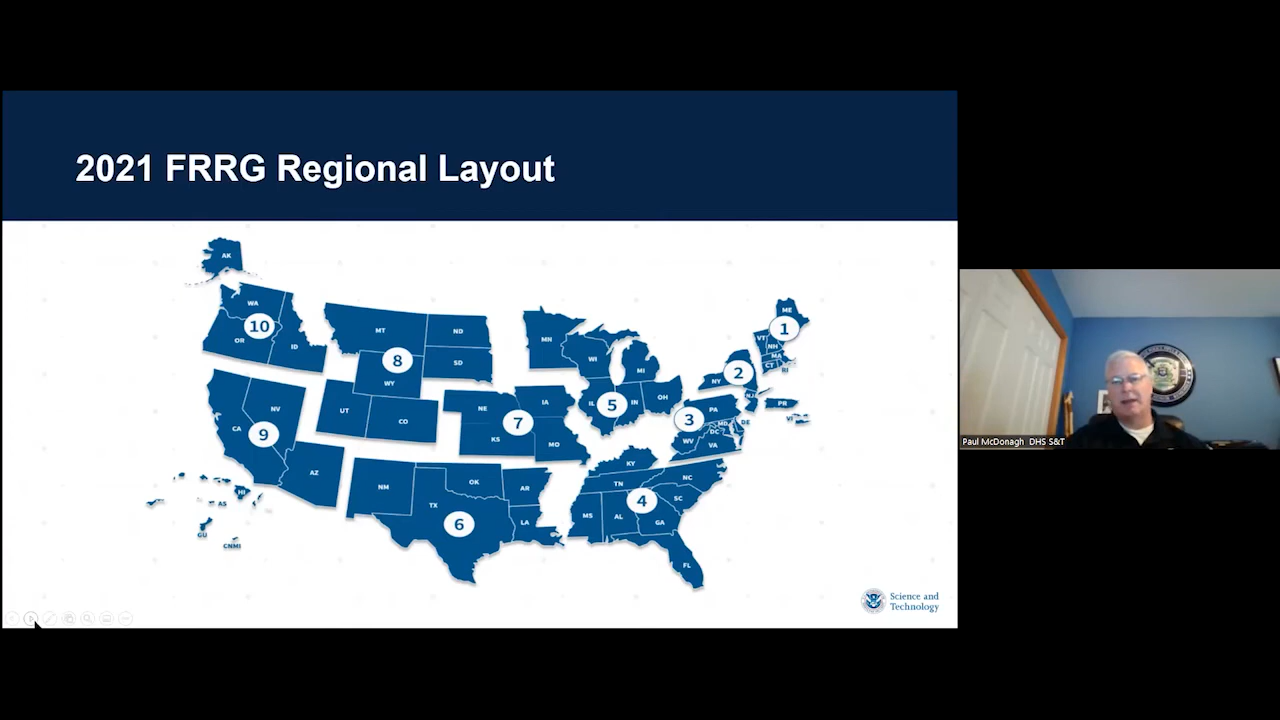 2021 FRRG Regional Layout
AK
WA
10
OR
ID
MT
ND
8
SD
WY
MN
WI
MI
ME
1
VT
NH
MA
CT
RI
NY
2
NJ
UT
CO
NE
7
IA
KS
MO
IL
5
IN
OH
3
PA
MD
DC
DE
WV
VA
PR
VI
NV
CA
9
AZ
HI
AS
GU
CNMI
NM
OK
TX
6
AR
LA
KY
TN
NC
4
SC
MS
AL
GA
FL
Science and
Technology
Paul McDonagh DHS S&T